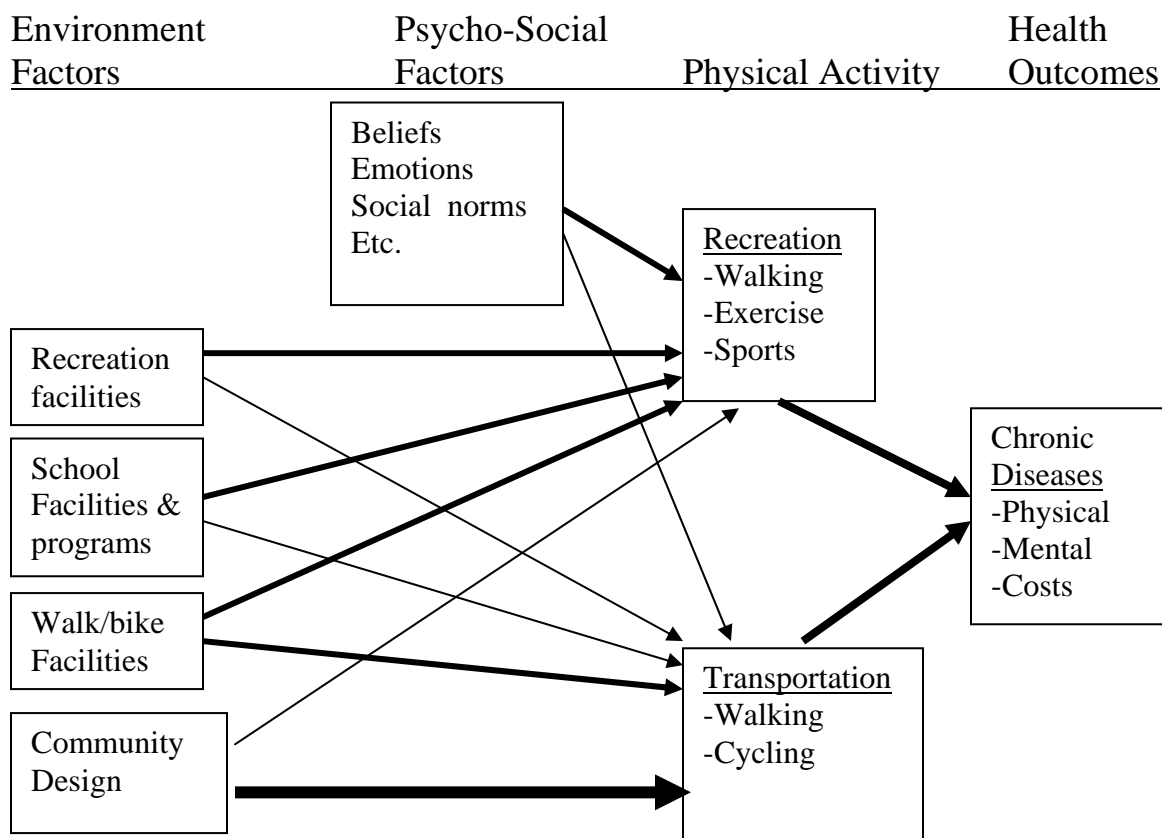 Environment
Factors
Psycho-Social
Factors
Physical Activity
Health
Outcomes
Beliefs
Emotions
Social norms
Etc.
Recreation
-Walking
-Exercise
-Sports
Recreation
facilities
School
Facilities &
programs
Walk/bike
Facilities
Community
Design
Transportation
-Walking
-Cycling
Chronic
Diseases
-Physical
-Mental
-Costs